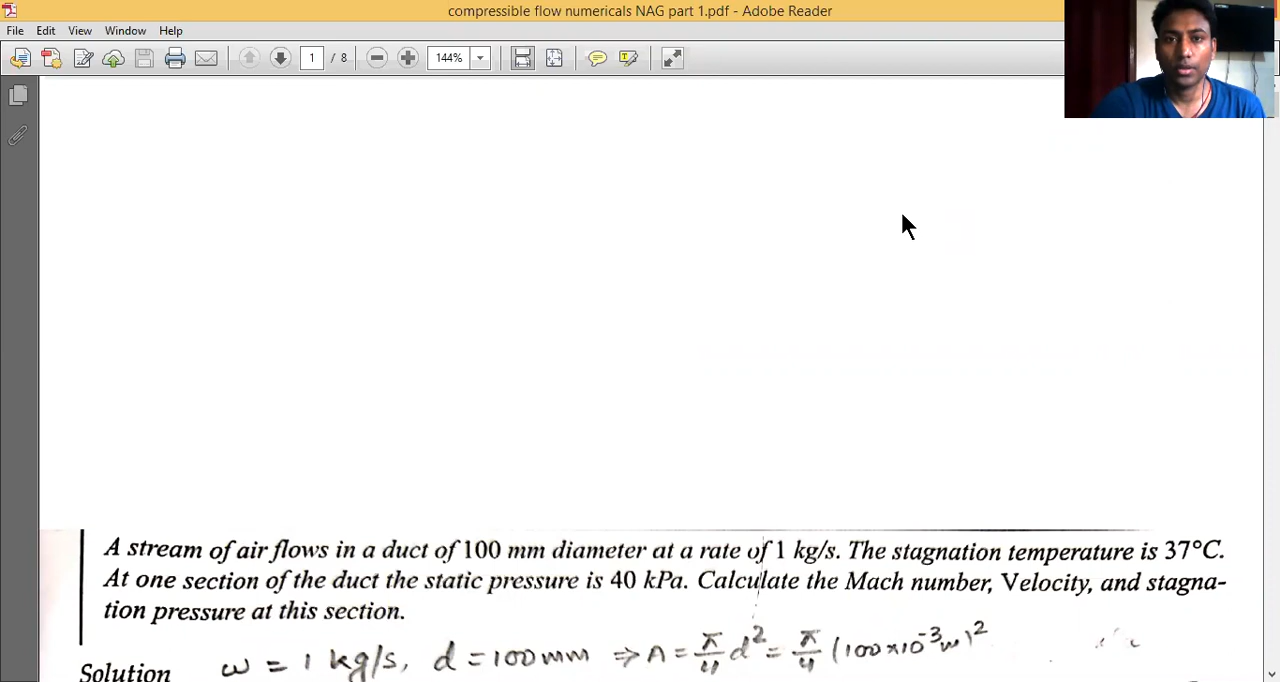 compressible flow numericals NAG part 1.pdf - Adobe Reader
File Edit View Window Help
1 / 8 144%
A stream of air flows in a duct of 100 mm diameter at a rate of 1 kg/s. The stagnation temperature is 37°C.
At one section of the duct the static pressure is 40 kPa. Calculate the Mach number, Velocity, and stagna-
tion pressure at this section.
Solution ω = 1 kg/s, d = 100mm ⇒ A = π/4 d² = π/4 (100×10⁻³m)²